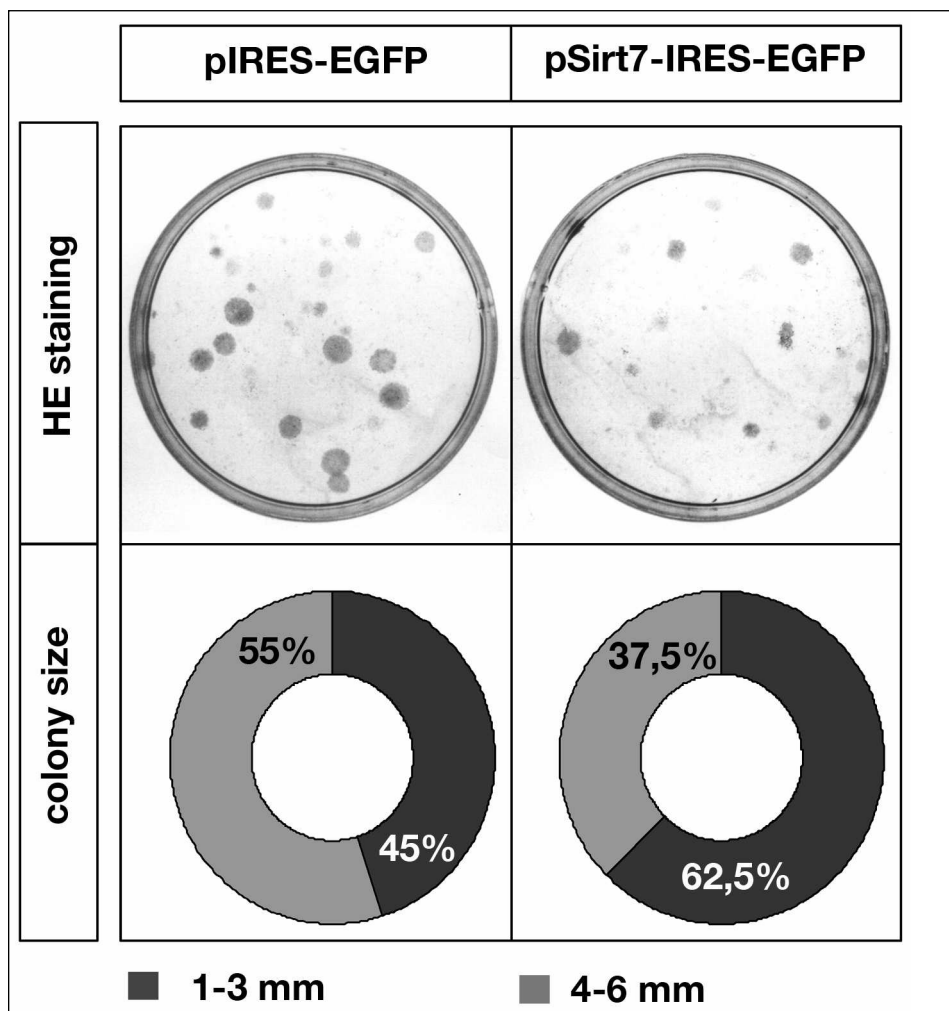 pIRES-EGFP
pSirt7-IRES-EGFP
HE staining
colony size
55%
45%
37,5%
62,5%
1-3 mm
4-6 mm